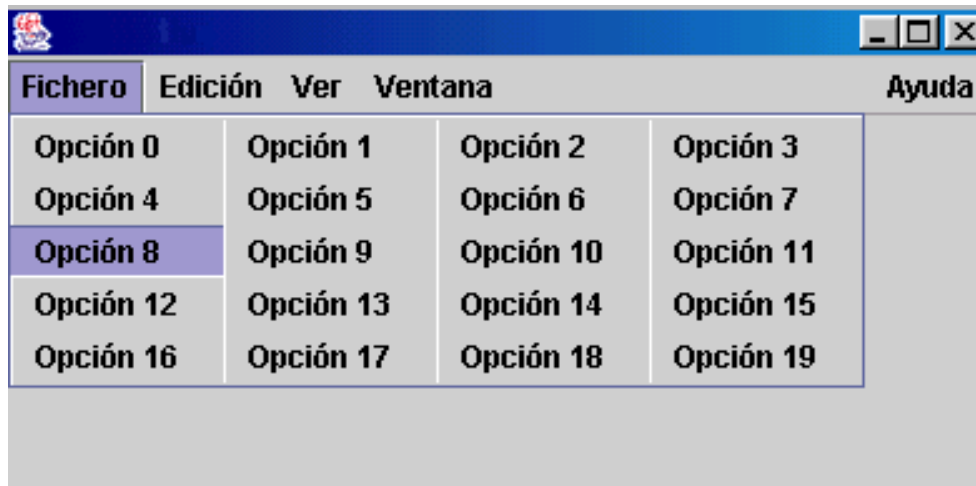 Fichero Edición Ver Ventana Ayuda
Opción 0 Opción 1 Opción 2 Opción 3
Opción 4 Opción 5 Opción 6 Opción 7
Opción 8 Opción 9 Opción 10 Opción 11
Opción 12 Opción 13 Opción 14 Opción 15
Opción 16 Opción 17 Opción 18 Opción 19